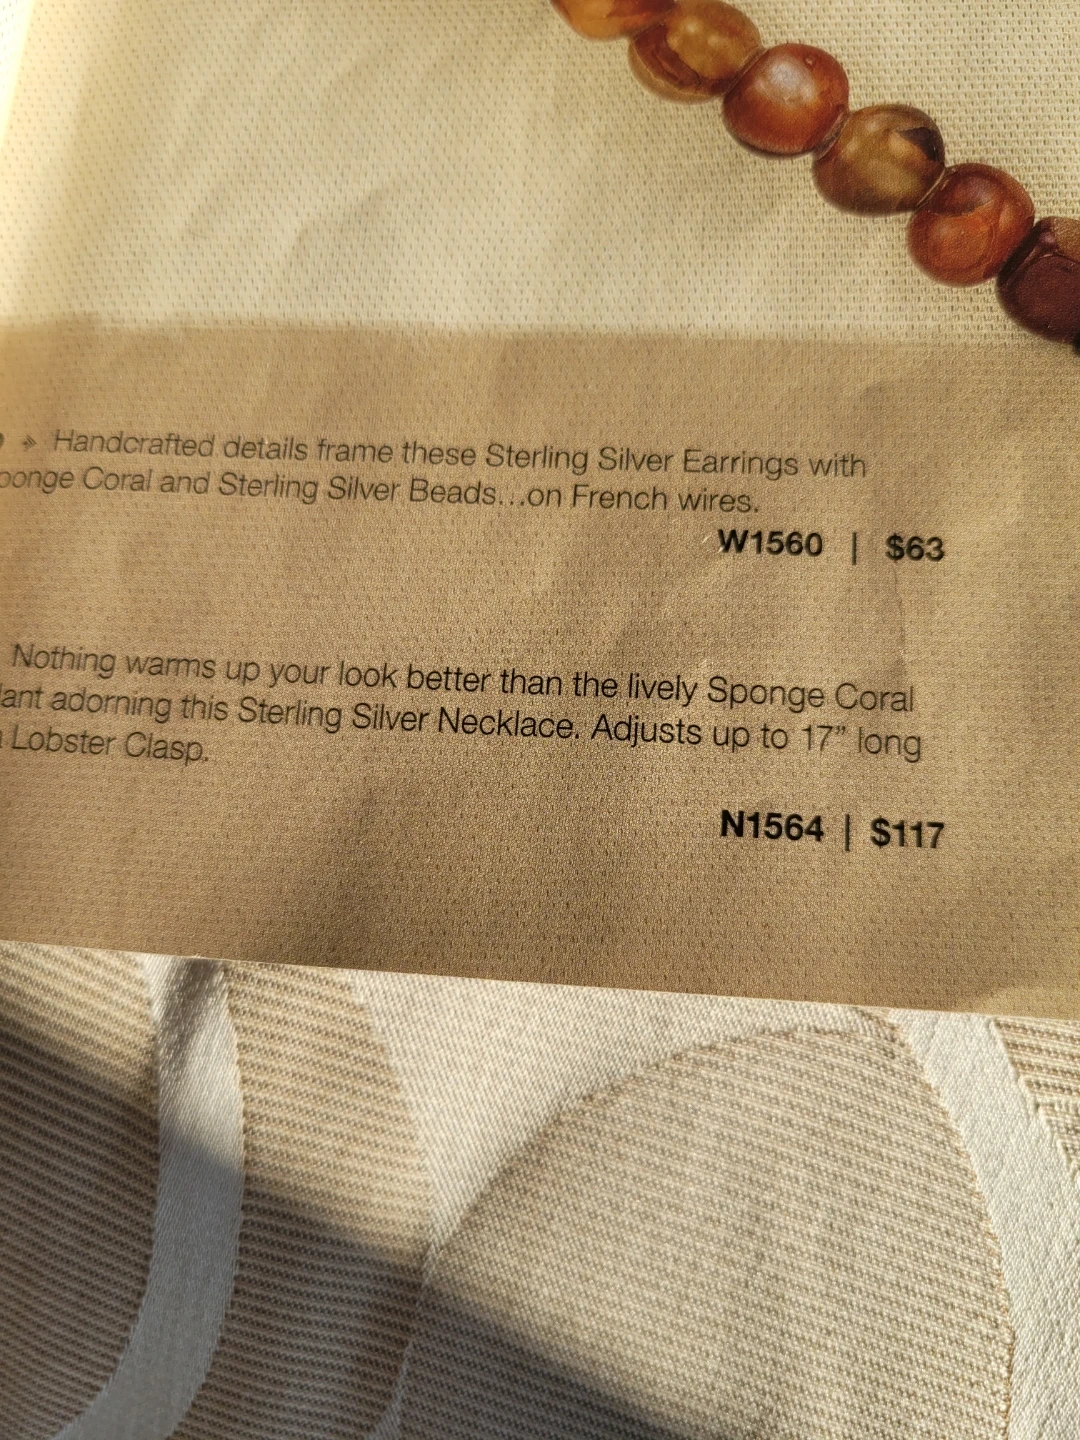 » Handcrafted details frame these Sterling Silver Earrings with
ponge Coral and Sterling Silver Beads...on French wires.
W1560 | $63
Nothing warms up your look better than the lively Sponge Coral
lant adorning this Sterling Silver Necklace. Adjusts up to 17” long
Lobster Clasp.
N1564 | $117